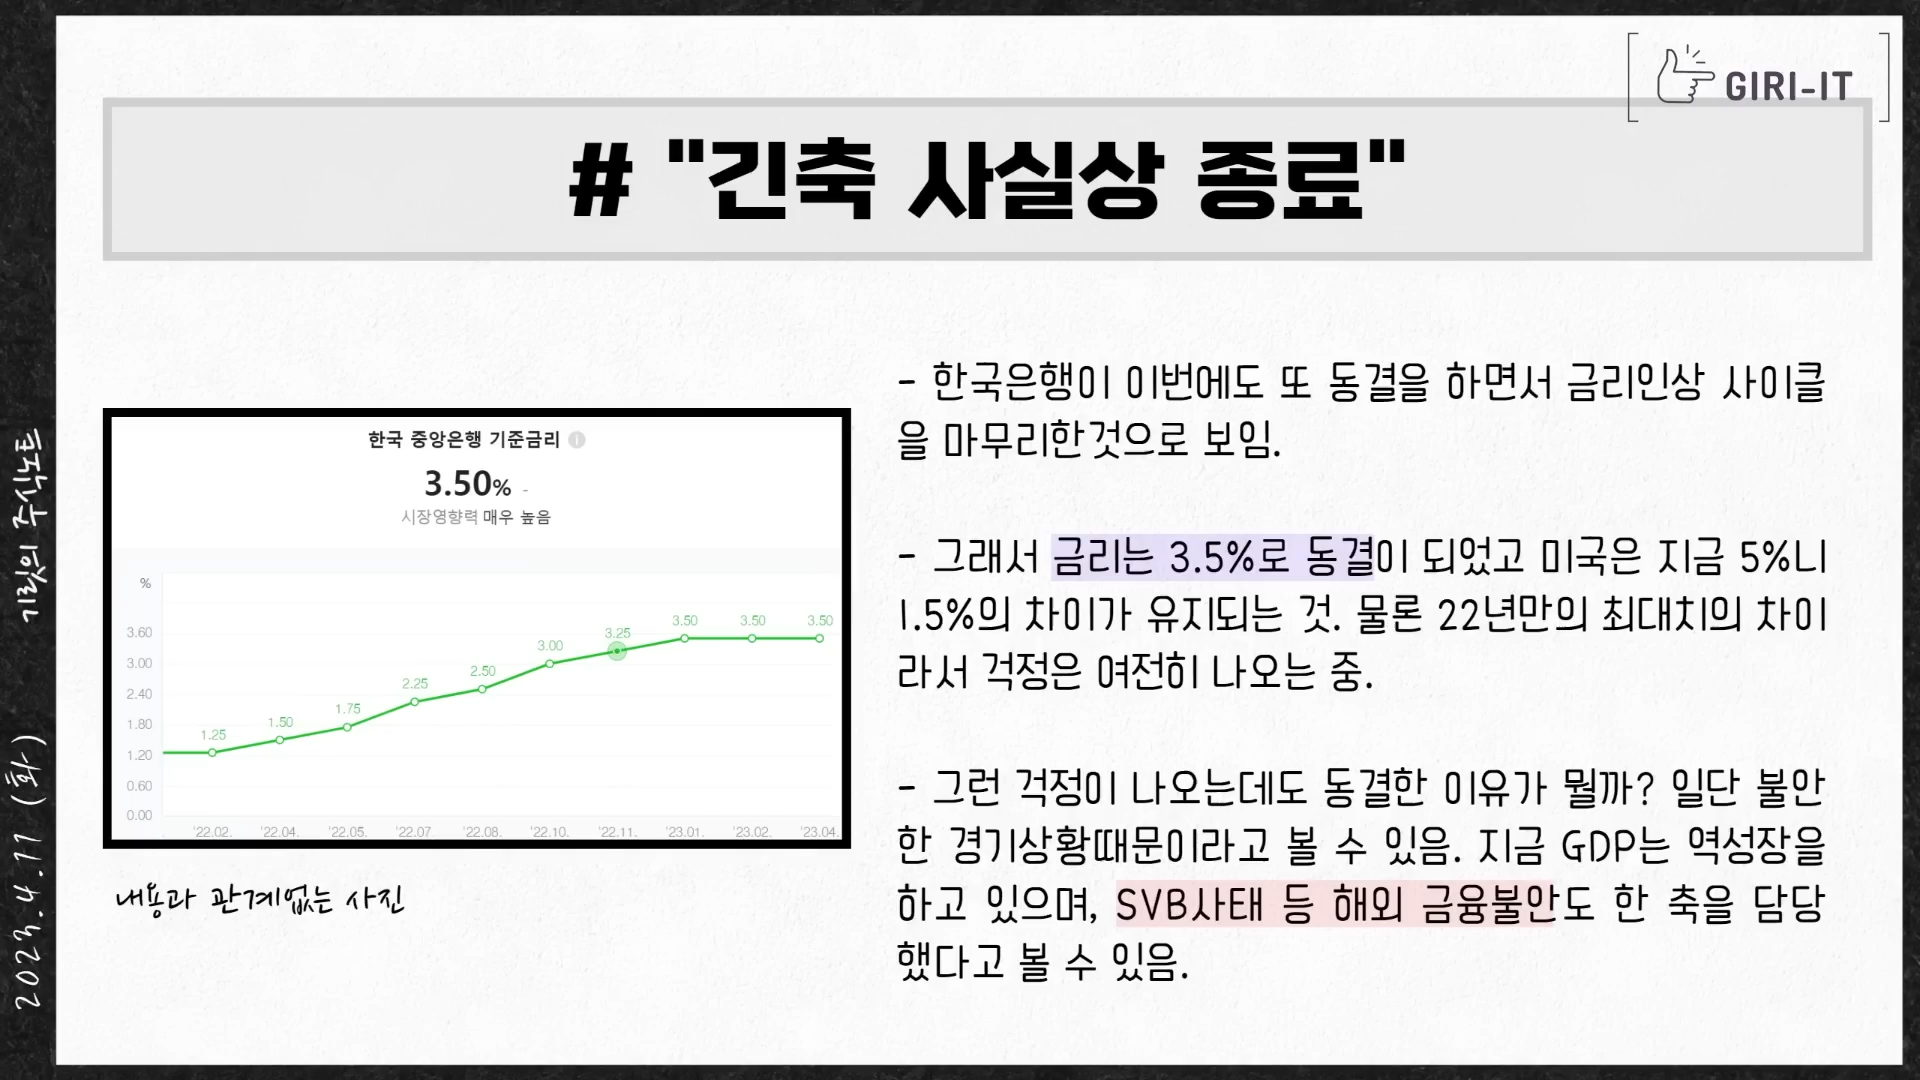 GIRI-IT
# "긴축 사실상 종료"
한국 중앙은행 기준금리
3.50% -
시장영향력 매우 높음
%
3.60
3.00
2.40
1.80
1.20
0.60
0.00
1.25
1.50
1.75
2.25
2.50
3.00
3.25
3.50
3.50
3.50
'22.02. '22.04. '22.05. '22.07. '22.08. '22.10. '22.11. '23.01. '23.02. '23.04.
내용과 관계없는 사진
- 한국은행이 이번에도 또 동결을 하면서 금리인상 사이클
을 마무리한것으로 보임.
- 그래서 금리는 3.5%로 동결이 되었고 미국은 지금 5%니
1.5%의 차이가 유지되는 것. 물론 22년만의 최대치의 차이
라서 걱정은 여전히 나오는 중.
- 그런 걱정이 나오는데도 동결한 이유가 뭘까? 일단 불안
한 경기상황때문이라고 볼 수 있음. 지금 GDP는 역성장을
하고 있으며, SVB사태 등 해외 금융불안도 한 축을 담당
했다고 볼 수 있음.
2023.4.11 (화) 기릿의 주식노트